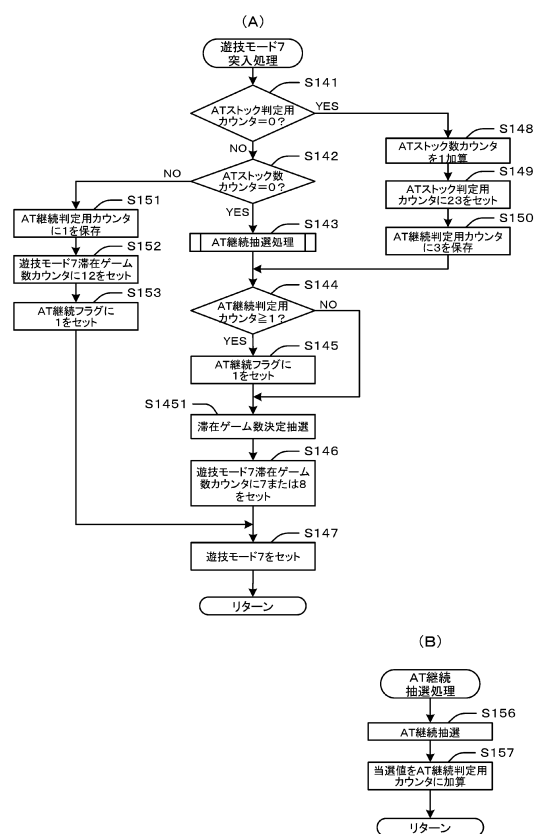 (A)
遊技モード7
突入処理
S141
ATストック判定用
カウンタ=0?
YES
NO
S148
ATストック数カウンタ
を1加算
S149
ATストック判定用
カウンタに23をセット
S150
AT継続判定用カウンタ
に3を保存
S142
ATストック数
カウンタ=0?
NO
YES
S151
AT継続判定用カウンタ
に1を保存
S152
遊技モード7滞在ゲーム
数カウンタに12をセット
S153
AT継続フラグに
1をセット
S143
AT継続抽選処理
S144
AT継続判定用
カウンタ≧1?
NO
YES
S145
AT継続フラグに
1をセット
S1451
滞在ゲーム数決定抽選
S146
遊技モード7滞在ゲーム
数カウンタに7または8
をセット
S147
遊技モード7をセット
リターン
(B)
AT継続
抽選処理
S156
AT継続抽選
S157
当選値をAT継続判定用
カウンタに加算
リターン